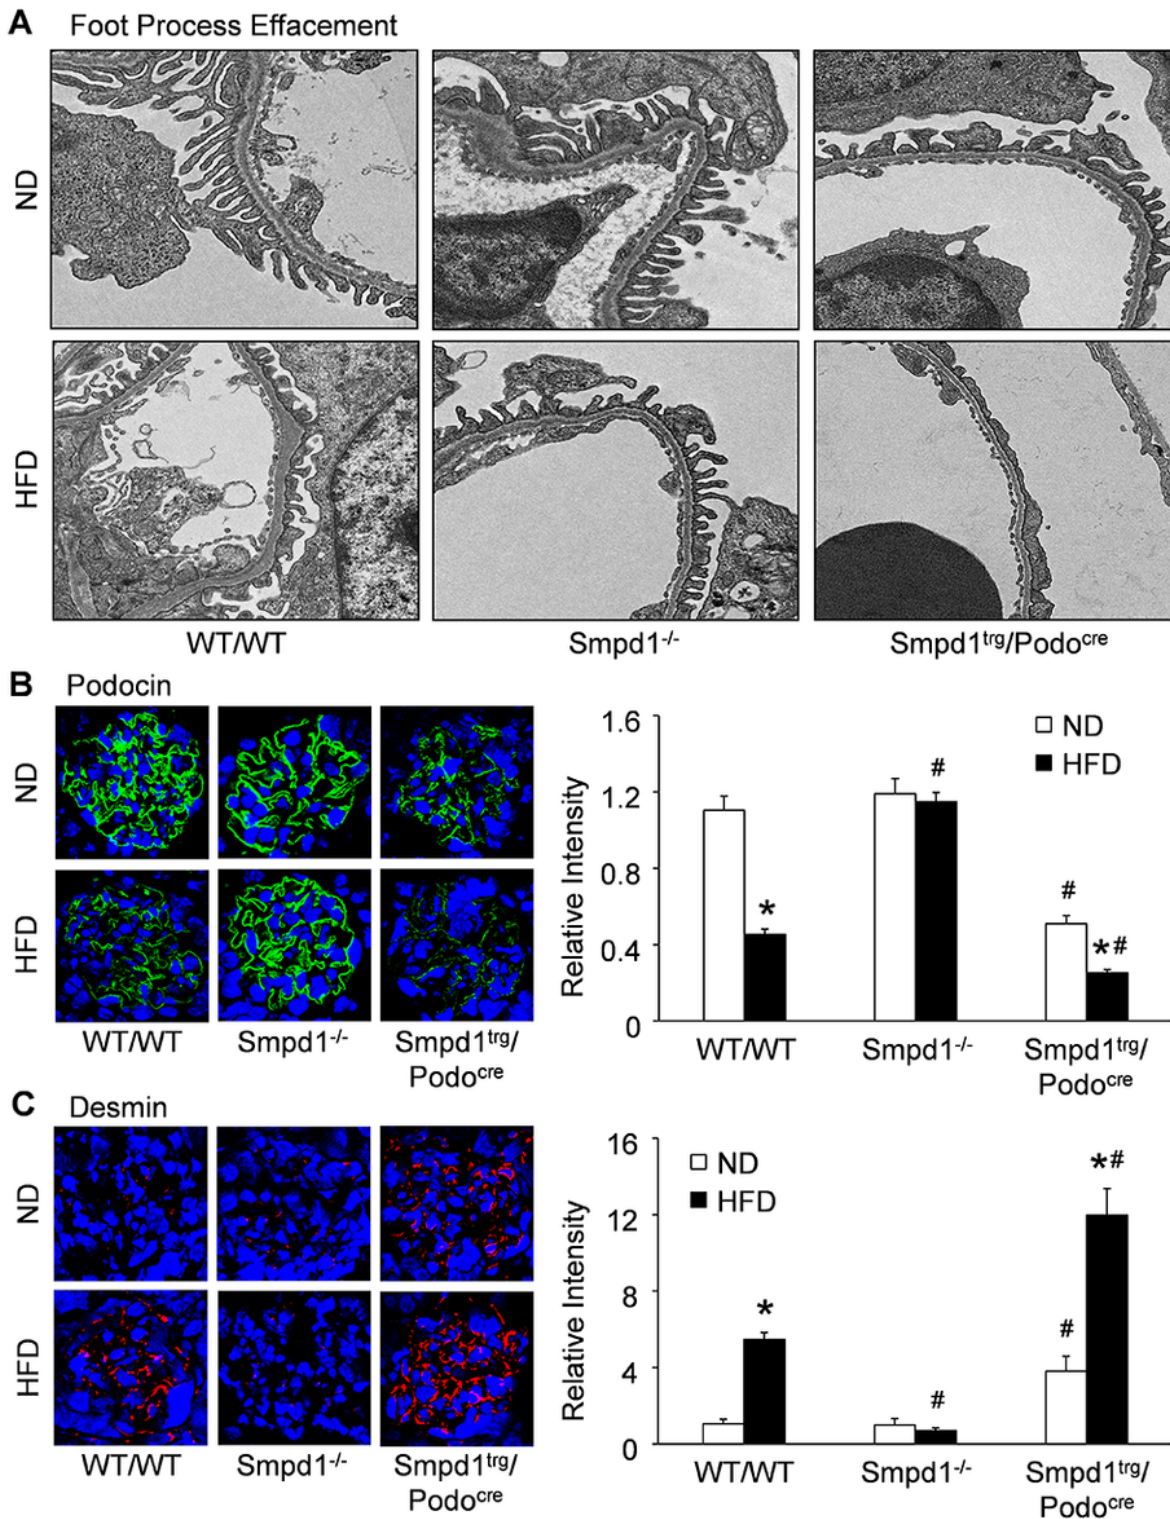 A Foot Process Effacement
ND
HFD
WT/WT Smpd1-/- Smpd1trg/Podocre
B Podocin
ND
HFD
WT/WT Smpd1-/- Smpd1trg/
Podocre
Relative Intensity
1.6
1.2
0.8
0.4
0
ND
HFD
*
#
#
*#
WT/WT Smpd1-/- Smpd1trg/
Podocre
C Desmin
ND
HFD
WT/WT Smpd1-/- Smpd1trg/
Podocre
Relative Intensity
16
12
8
4
0
ND
HFD
*
#
#
*#
WT/WT Smpd1-/- Smpd1trg/
Podocre